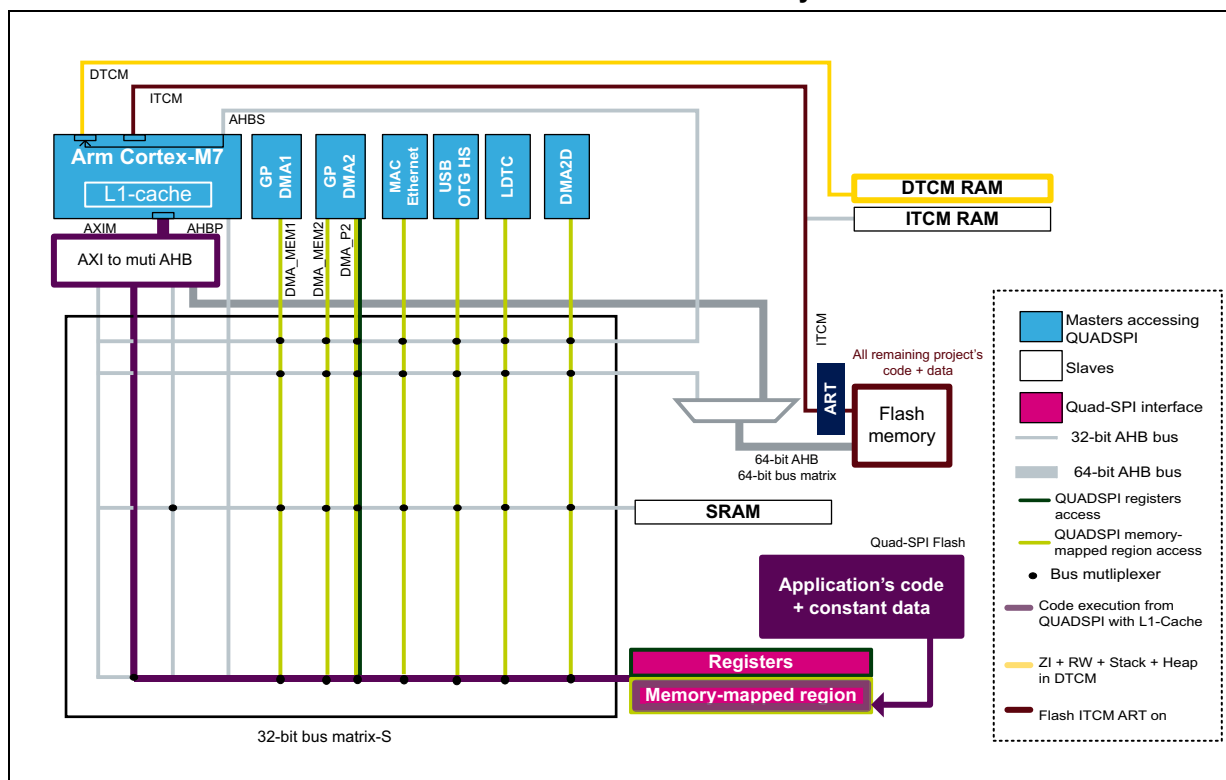 DTCM
ITCM
AHBS
Arm Cortex-M7
L1-cache
GP
DMA1
GP
DMA2
MAC
Ethernet
USB
OTG HS
LDTC
DMA2D
DTCM RAM
ITCM RAM
AXIM
AHBP
AXI to muti AHB
DMA_MEM1
DMA_MEM2
DMA_P2
ITCM
All remaining project's
code + data
ART
Flash
memory
64-bit AHB
64-bit bus matrix
SRAM
Quad-SPI Flash
Application's code
+ constant data
Registers
Memory-mapped region
32-bit bus matrix-S
Masters accessing
QUADSPI
Slaves
Quad-SPI interface
32-bit AHB bus
64-bit AHB bus
QUADSPI registers
access
QUADSPI memory-
mapped region access
Bus mutliplexer
Code execution from
QUADSPI with L1-Cache
ZI + RW + Stack + Heap
in DTCM
Flash ITCM ART on